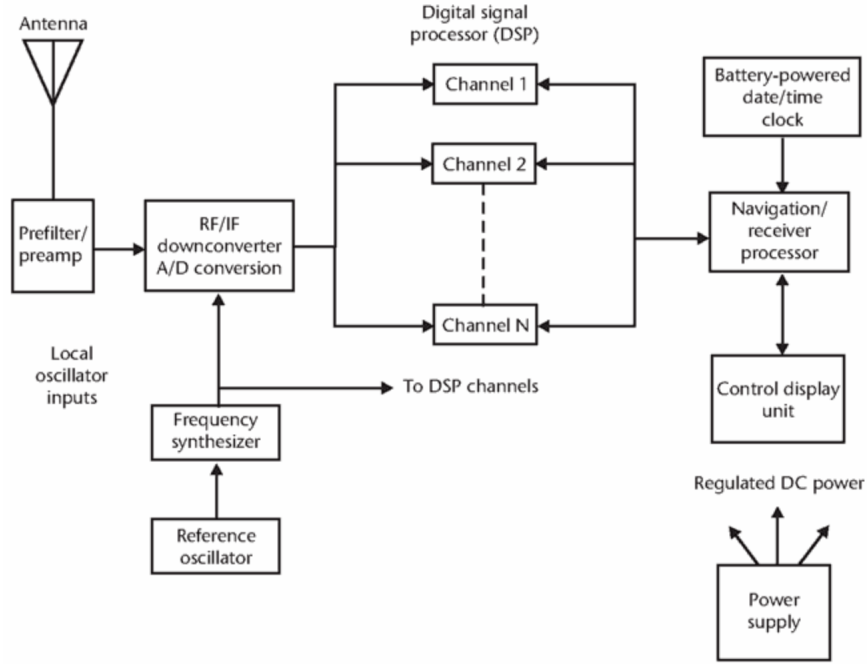 Antenna
Digital signal
processor (DSP)
Channel 1
Battery-powered
date/time
clock
Channel 2
Prefilter/
preamp
RF/IF
downconverter
A/D conversion
Navigation/
receiver
processor
Channel N
Local
oscillator
inputs
To DSP channels
Control display
unit
Frequency
synthesizer
Regulated DC power
Reference
oscillator
Power
supply